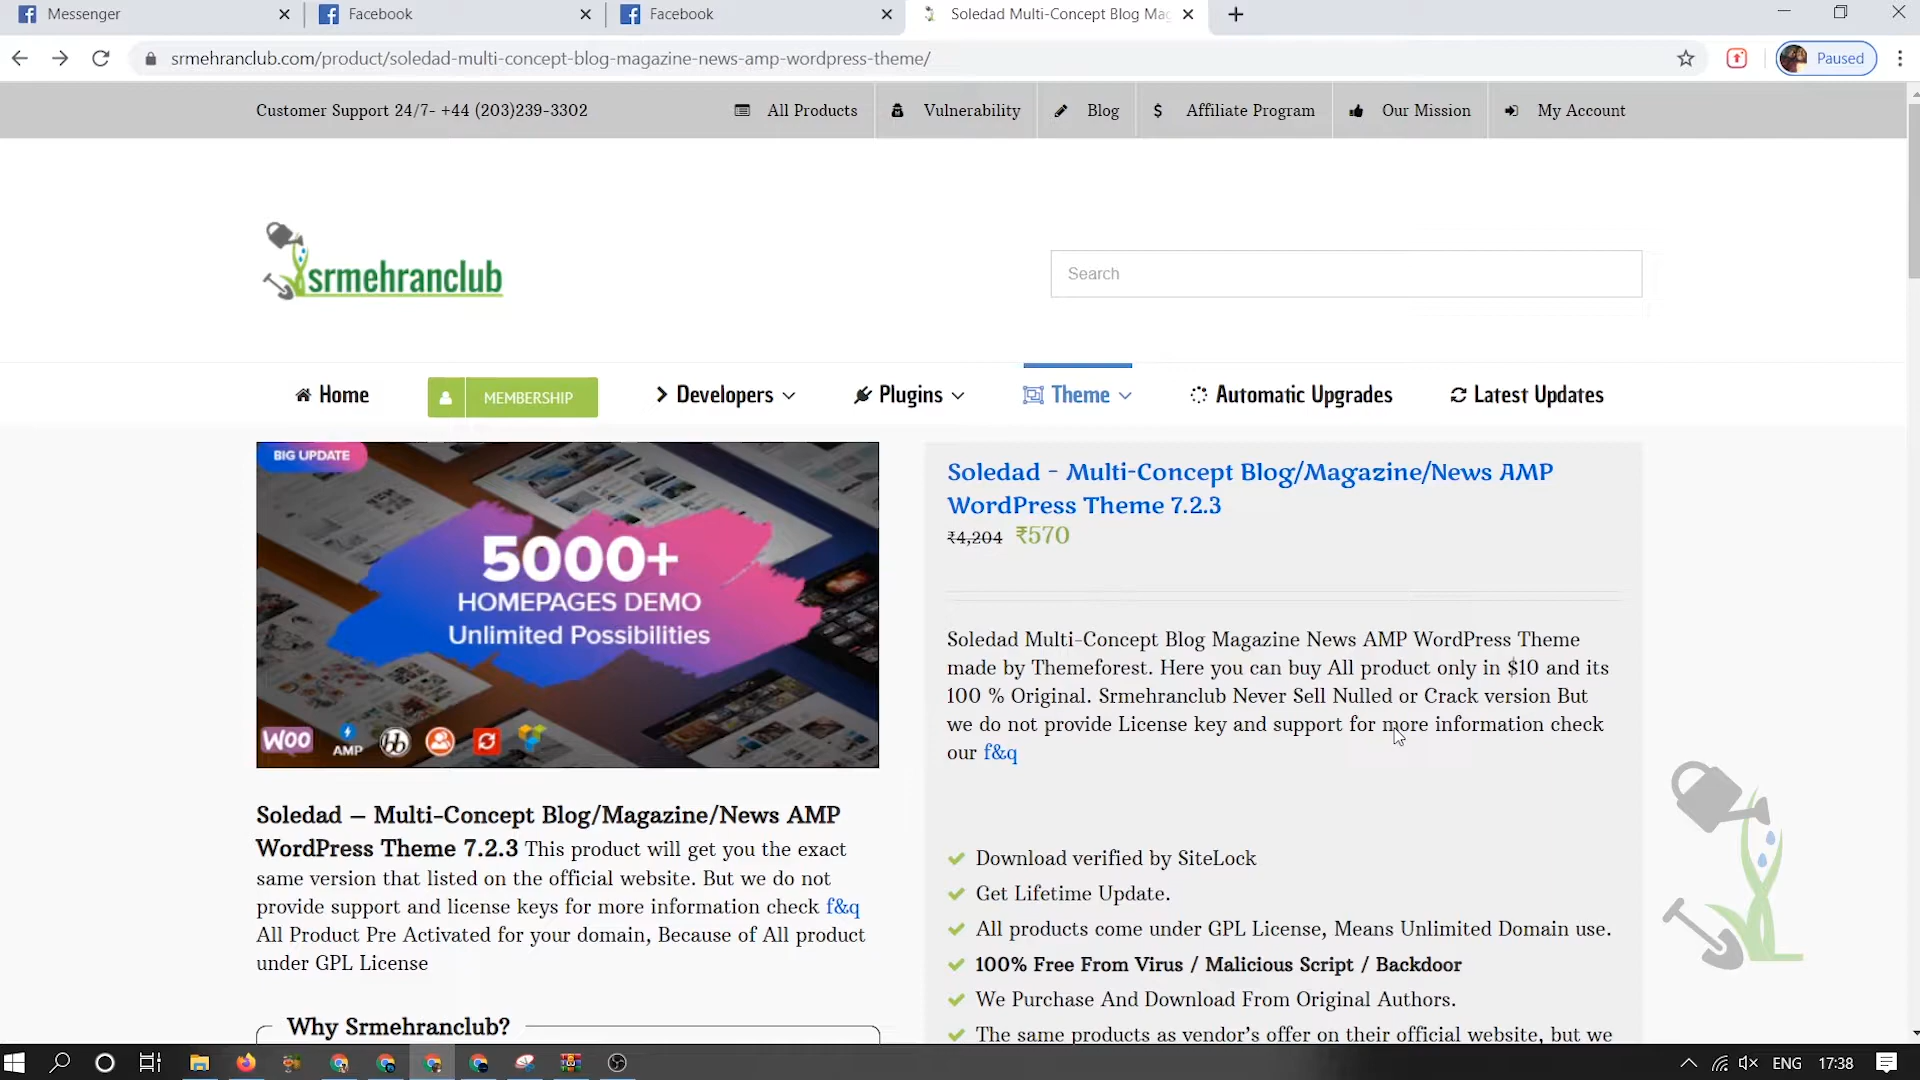 Messenger
Facebook
Facebook
Soledad Multi-Concept Blog Mag
srmehranclub.com/product/soledad-multi-concept-blog-magazine-news-amp-wordpress-theme/
Paused
Customer Support 24/7- +44 (203)239-3302
All Products
Vulnerability
Blog
Affiliate Program
Our Mission
My Account
srmehranclub
Search
Home
MEMBERSHIP
Developers
Plugins
Theme
Automatic Upgrades
Latest Updates
BIG UPDATE
5000+
HOMEPAGES DEMO
Unlimited Possibilities
WOO
AMP
bb
Soledad – Multi-Concept Blog/Magazine/News AMP
WordPress Theme 7.2.3 This product will get you the exact
same version that listed on the official website. But we do not
provide support and license keys for more information check f&q
All Product Pre Activated for your domain, Because of All product
under GPL License
Why Srmehranclub?
Soledad - Multi-Concept Blog/Magazine/News AMP
WordPress Theme 7.2.3
₹4,204 ₹570
Soledad Multi-Concept Blog Magazine News AMP WordPress Theme
made by Themeforest. Here you can buy All product only in $10 and its
100 % Original. Srmehranclub Never Sell Nulled or Crack version But
we do not provide License key and support for more information check
our f&q
Download verified by SiteLock
Get Lifetime Update.
All products come under GPL License, Means Unlimited Domain use.
100% Free From Virus / Malicious Script / Backdoor
We Purchase And Download From Original Authors.
The same products as vendor's offer on their official website, but we
ENG
17:38